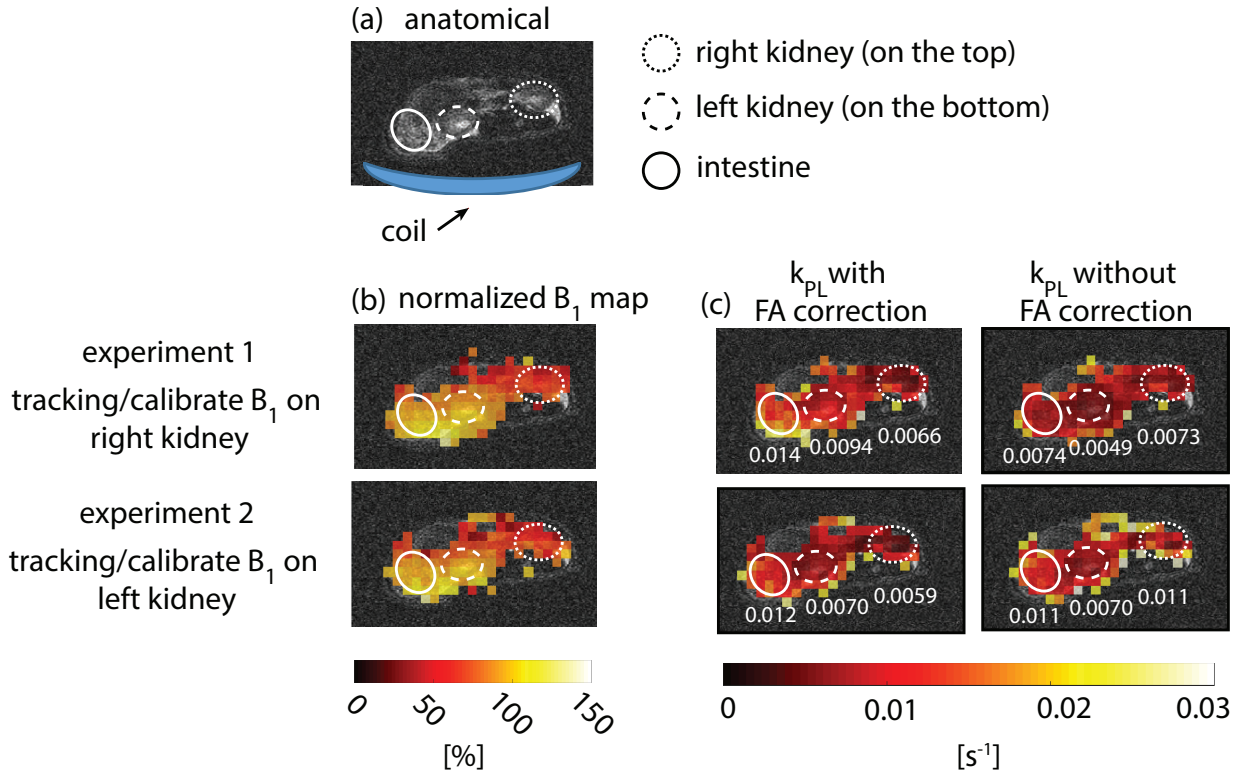 (a) anatomical
right kidney (on the top)
left kidney (on the bottom)
intestine
coil
(b) normalized B1 map
(c)
kPL with
FA correction
kPL without
FA correction
experiment 1
tracking/calibrate B1 on
right kidney
0.014 0.0094 0.0066
0.0074 0.0049 0.0073
experiment 2
tracking/calibrate B1 on
left kidney
0.012 0.0070 0.0059
0.011 0.0070 0.011
0 50 100 150
[%]
0 0.01 0.02 0.03
[s-1]